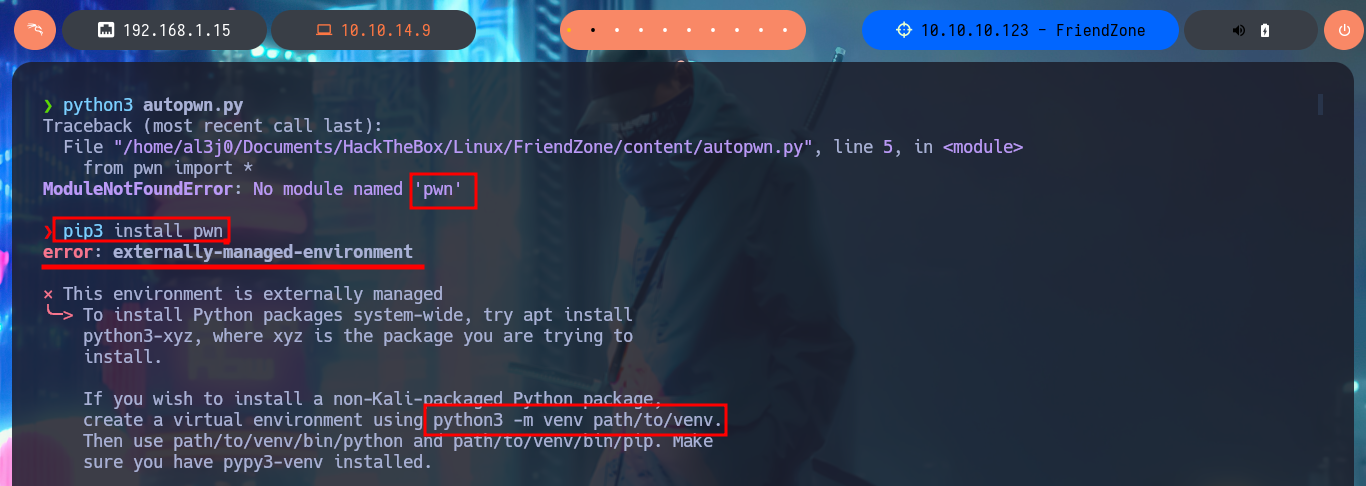 192.168.1.15 10.10.14.9 10.10.10.123 - FriendZone
❯ python3 autopwn.py
Traceback (most recent call last):
File "/home/al3j0/Documents/HackTheBox/Linux/FriendZone/content/autopwn.py", line 5, in <module>
from pwn import *
ModuleNotFoundError: No module named 'pwn'
❯ pip3 install pwn
error: externally-managed-environment
× This environment is externally managed
╰─> To install Python packages system-wide, try apt install
python3-xyz, where xyz is the package you are trying to
install.
If you wish to install a non-Kali-packaged Python package,
create a virtual environment using python3 -m venv path/to/venv.
Then use path/to/venv/bin/python and path/to/venv/bin/pip. Make
sure you have pypy3-venv installed.